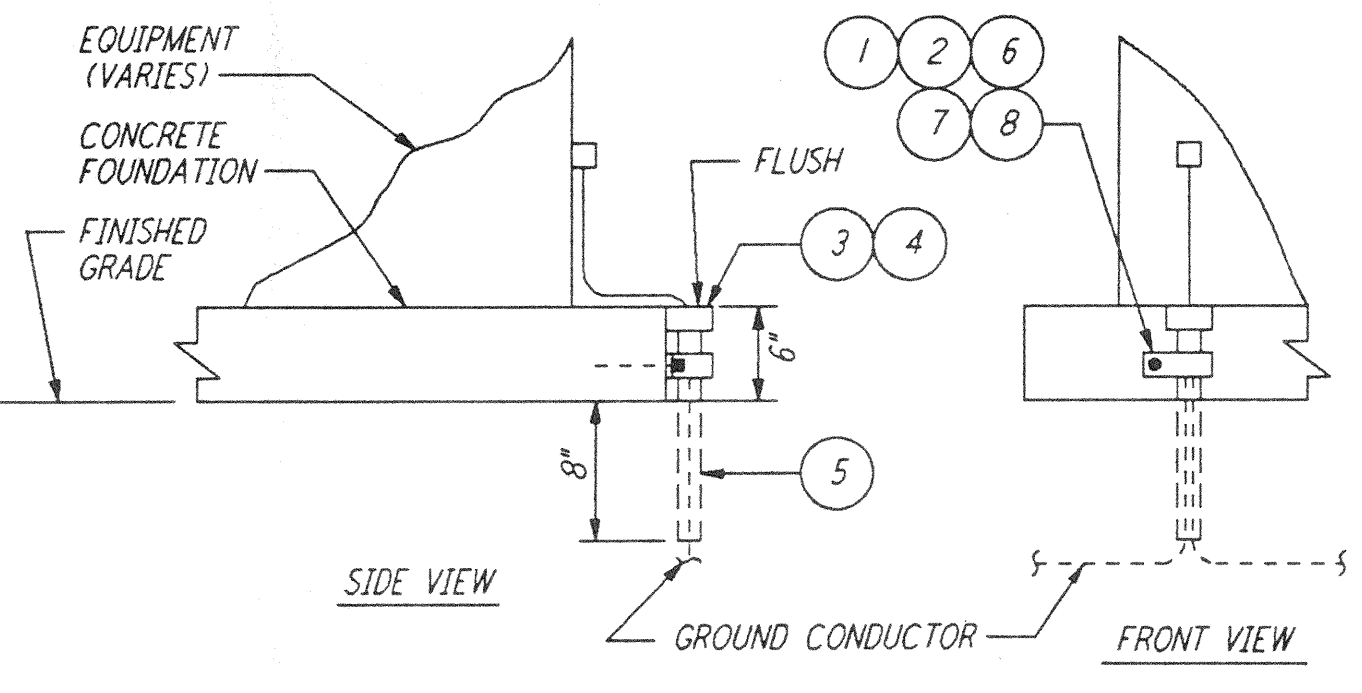 EQUIPMENT
(VARIES)
CONCRETE
FOUNDATION
FINISHED
GRADE
FLUSH
3 4
6"
8"
5
SIDE VIEW
GROUND CONDUCTOR
1 2 6
7 8
FRONT VIEW